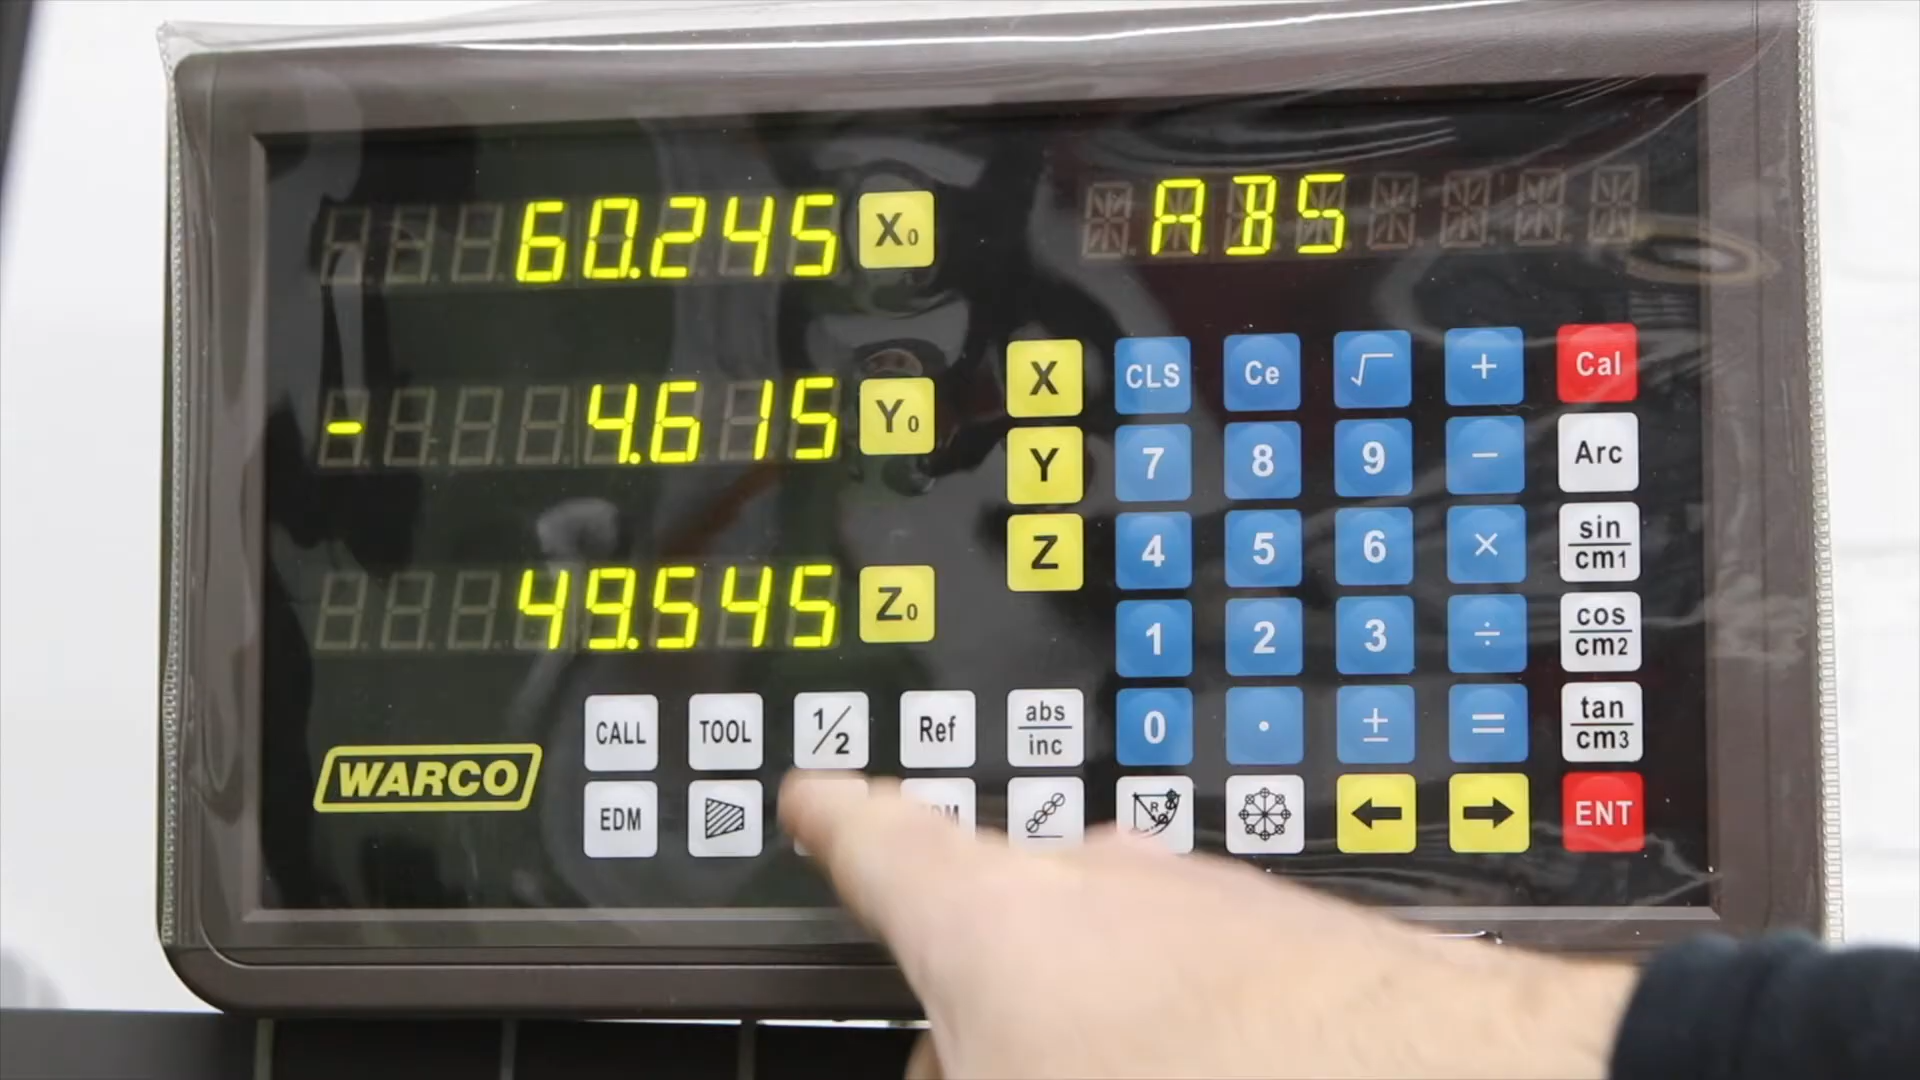 60.245 X0 ABS
- 4.615 Y0
49.545 Z0
X CLS Ce √ + Cal
Y 7 8 9 − Arc
Z 4 5 6 × sin/cm1
1 2 3 ÷ cos/cm2
CALL TOOL 1/2 Ref abs/inc 0 . ± = tan/cm3
WARCO
EDM R ← → ENT